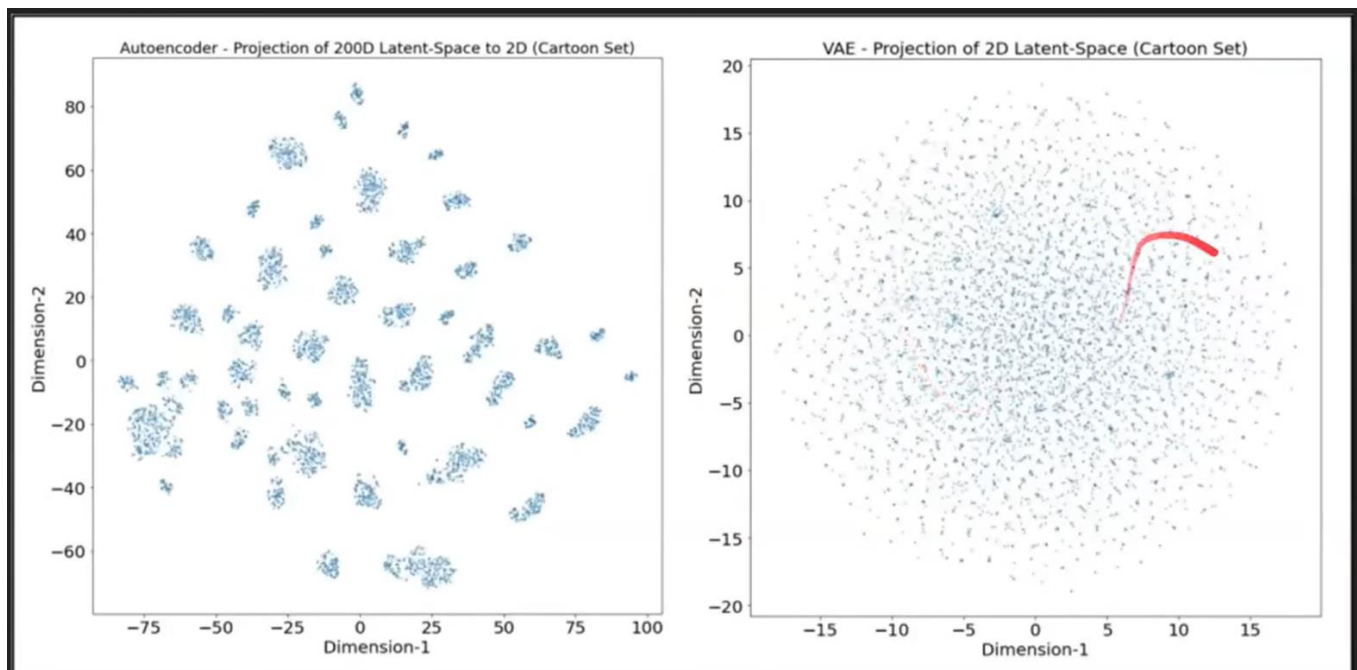 Autoencoder - Projection of 200D Latent-Space to 2D (Cartoon Set)
80
60
40
20
0
−20
−40
−60
Dimension-2
−75 −50 −25 0 25 50 75 100
Dimension-1
VAE - Projection of 2D Latent-Space (Cartoon Set)
20
15
10
5
0
−5
−10
−15
−20
Dimension-2
−15 −10 −5 0 5 10 15
Dimension-1